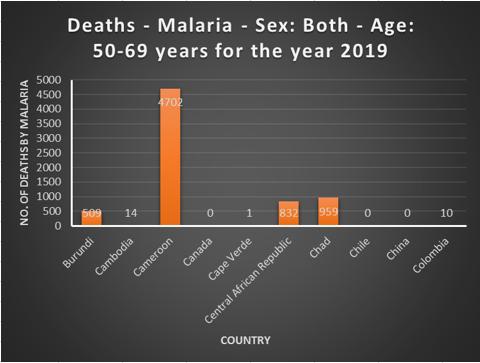 Deaths - Malaria - Sex: Both - Age:
50-69 years for the year 2019
NO. OF DEATHS BY MALARIA
5000
4500
4000
3500
3000
2500
2000
1500
1000
500
0
509
14
4702
0
1
832
959
0
0
10
Burundi
Cambodia
Cameroon
Canada
Cape Verde
Central African Republic
Chad
Chile
China
Colombia
COUNTRY